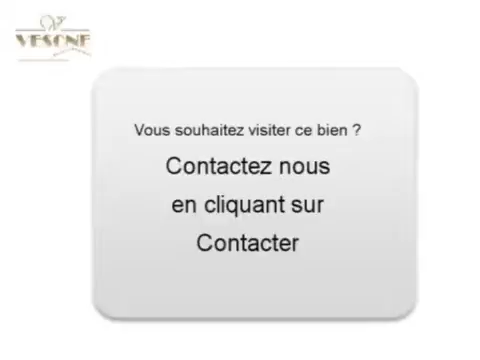 VESONE
Vous souhaitez visiter ce bien ?
Contactez nous
en cliquant sur
Contacter